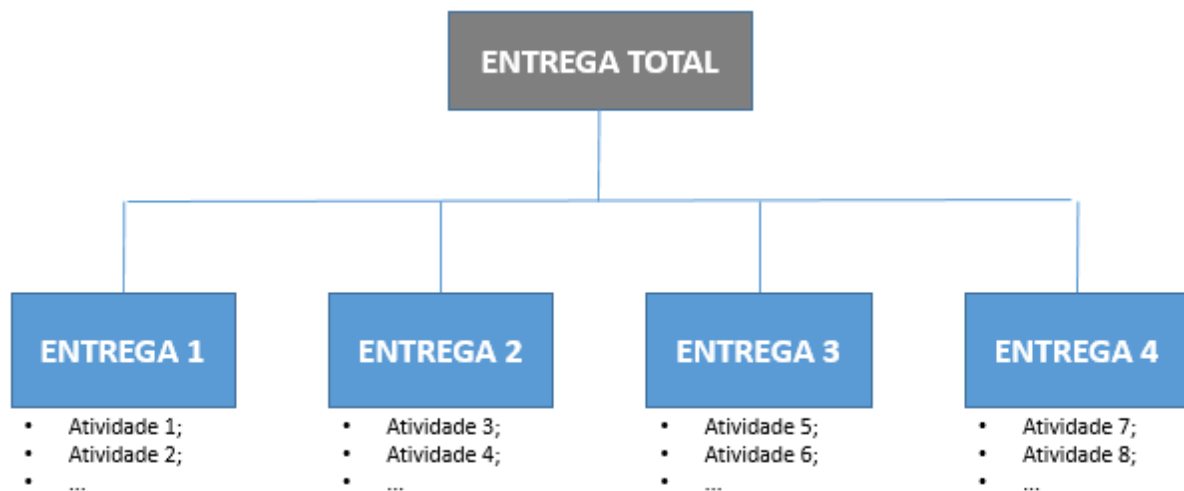 ENTREGA TOTAL
ENTREGA 1
• Atividade 1;
• Atividade 2;
• ...
ENTREGA 2
• Atividade 3;
• Atividade 4;
• ...
ENTREGA 3
• Atividade 5;
• Atividade 6;
• ...
ENTREGA 4
• Atividade 7;
• Atividade 8;
• ...